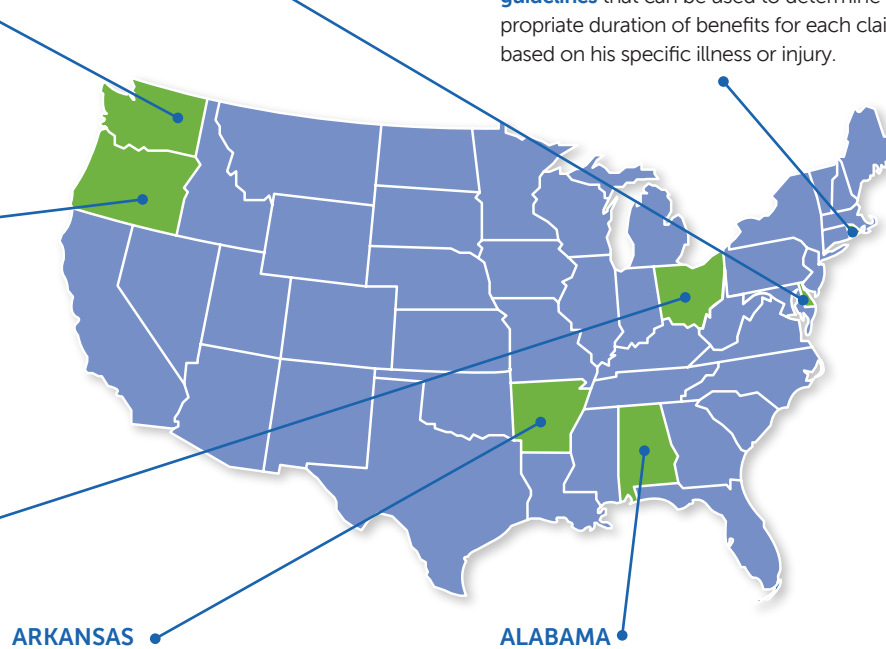 guidelines that can be used to determine
propriate duration of benefits for each clai
based on his specific illness or injury.
ARKANSAS
ALABAMA